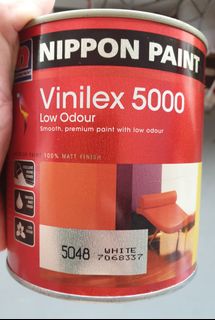 NIPPON PAINT
Vinilex 5000
Low Odour
Smooth, premium paint with low odour
100% MATT FINISH
5048 WHITE
7068337